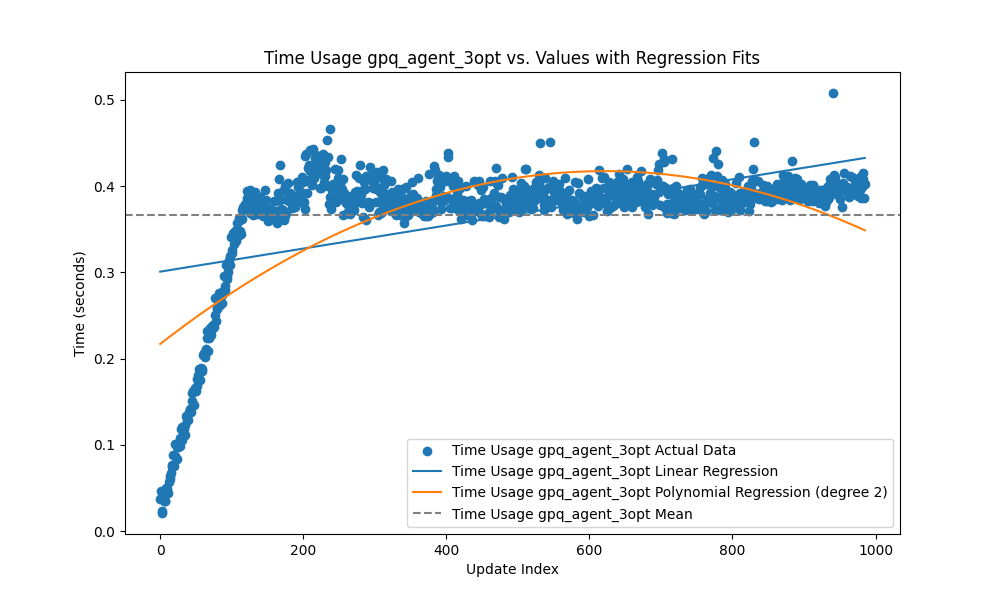 Time Usage gpq_agent_3opt vs. Values with Regression Fits
Time (seconds)
0.5
0.4
0.3
0.2
0.1
0.0
Time Usage gpq_agent_3opt Actual Data
Time Usage gpq_agent_3opt Linear Regression
Time Usage gpq_agent_3opt Polynomial Regression (degree 2)
Time Usage gpq_agent_3opt Mean
0 200 400 600 800 1000
Update Index